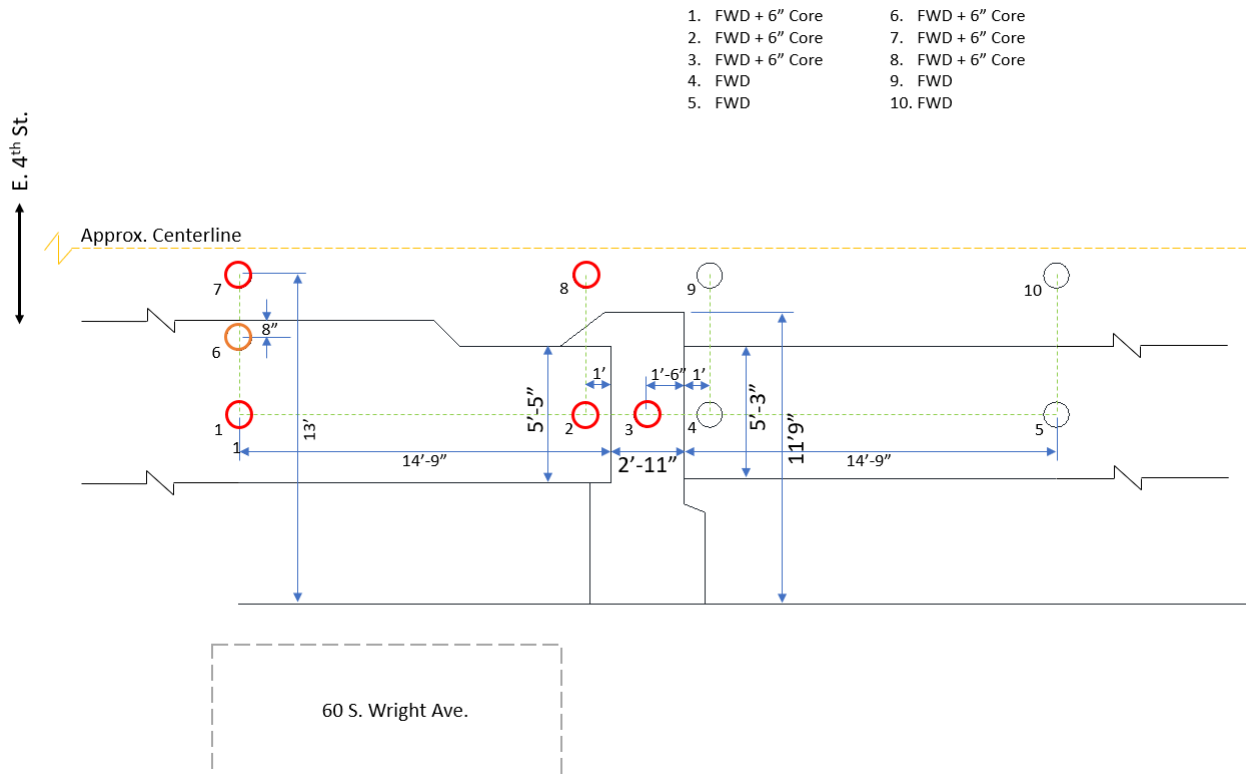 1. FWD + 6” Core
2. FWD + 6” Core
3. FWD + 6” Core
4. FWD
5. FWD
6. FWD + 6” Core
7. FWD + 6” Core
8. FWD + 6” Core
9. FWD
10. FWD
E. 4th St.
Approx. Centerline
7
8
9
10
8”
6
1’
1’-6”
1’
5’-5”
5’-3”
11’9”
13’
1
2
3
4
5
1
14’-9”
2’-11”
14’-9”
60 S. Wright Ave.